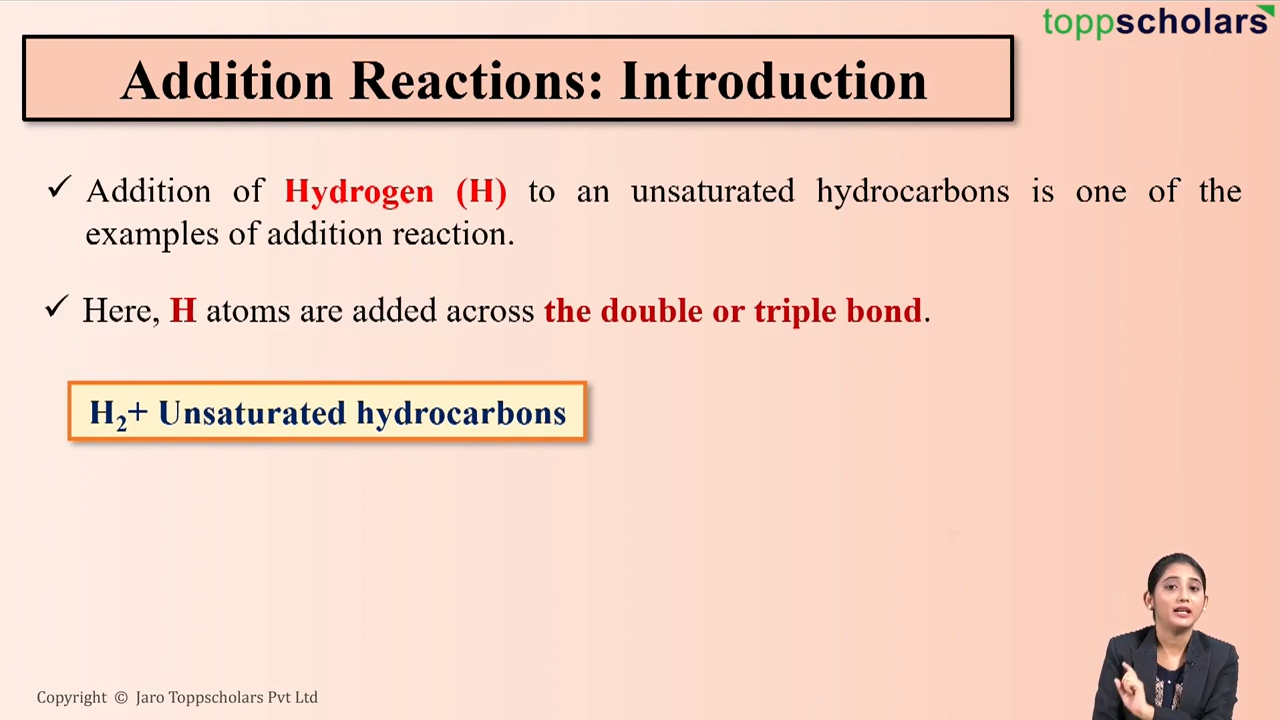 toppscholars
Addition Reactions: Introduction
✓ Addition of Hydrogen (H) to an unsaturated hydrocarbons is one of the
examples of addition reaction.
✓ Here, H atoms are added across the double or triple bond.
H₂+ Unsaturated hydrocarbons
Copyright © Jaro Toppscholars Pvt Ltd